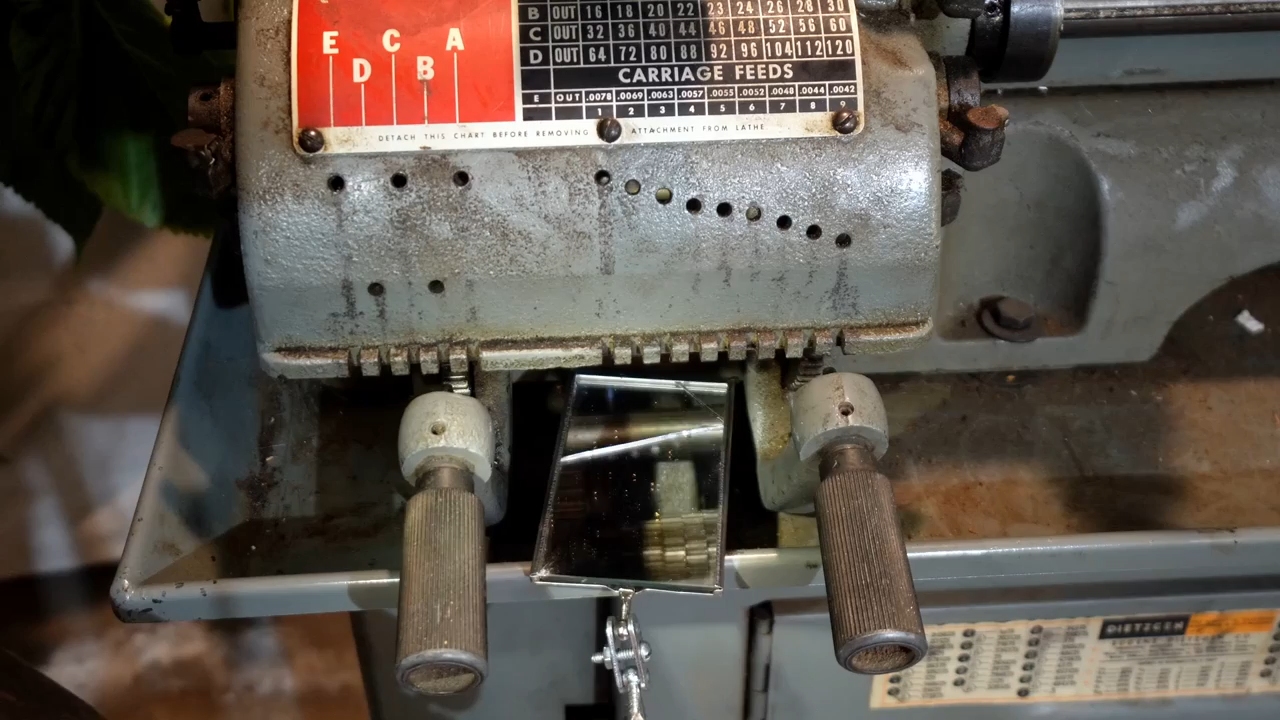 E C A
D B
B OUT 16 18 20 22 23 24 26 28 30
C OUT 32 36 40 44 46 48 52 56 60
D OUT 64 72 80 88 92 96 104 112 120
CARRIAGE FEEDS
E OUT .0078 .0069 .0063 .0057 .0055 .0052 .0048 .0044 .0042
1 2 3 4 5 6 7 8 9
DETACH THIS CHART BEFORE REMOVING ATTACHMENT FROM LATHE
DIETZGEN